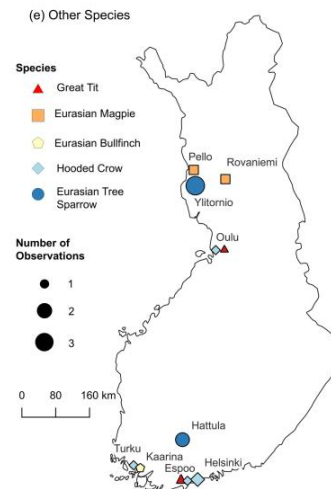 (e) Other Species
Species
Great Tit
Eurasian Magpie
Eurasian Bullfinch
Hooded Crow
Eurasian Tree
Sparrow
Number of
Observations
1
2
3
0 80 160 km
Pello
Rovaniemi
Ylitornio
Oulu
Hattula
Turku
Kaarina
Espoo
Helsinki